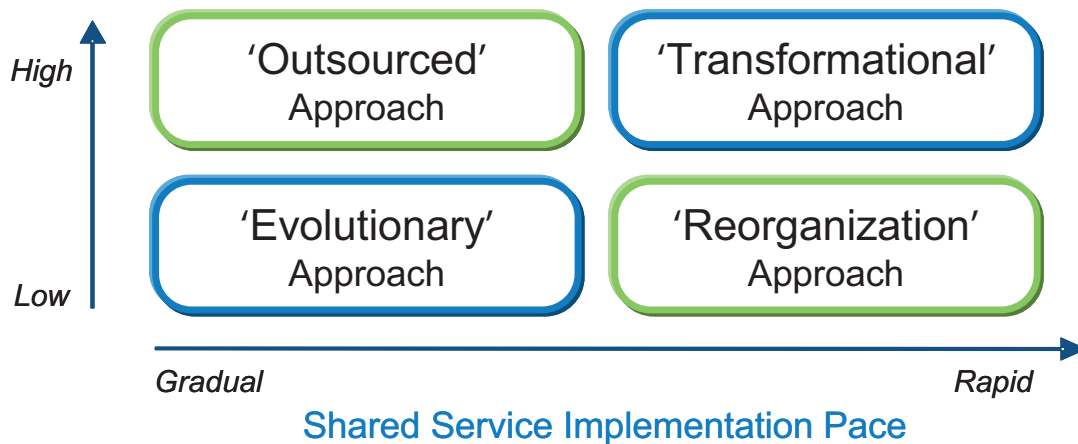 High
'Outsourced'
Approach
'Transformational'
Approach
'Evolutionary'
Approach
'Reorganization'
Approach
Low
Gradual
Rapid
Shared Service Implementation Pace